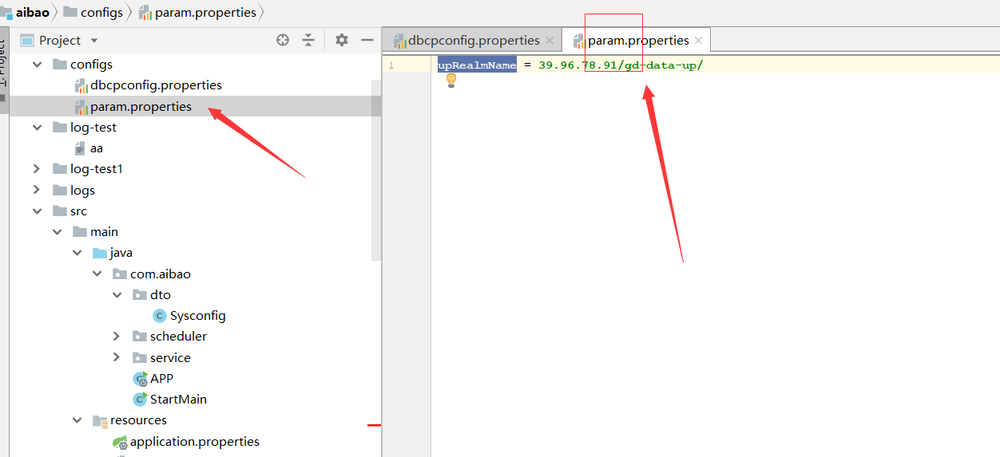 aibao configs param.properties
Project
1: Project
configs
dbcpconfig.properties
param.properties
log-test
aa
log-test1
logs
src
main
java
com.aibao
dto
Sysconfig
scheduler
service
APP
StartMain
resources
application.properties
dbcpconfig.properties param.properties
1 upRealmName = 39.96.78.91/gd-data-up/